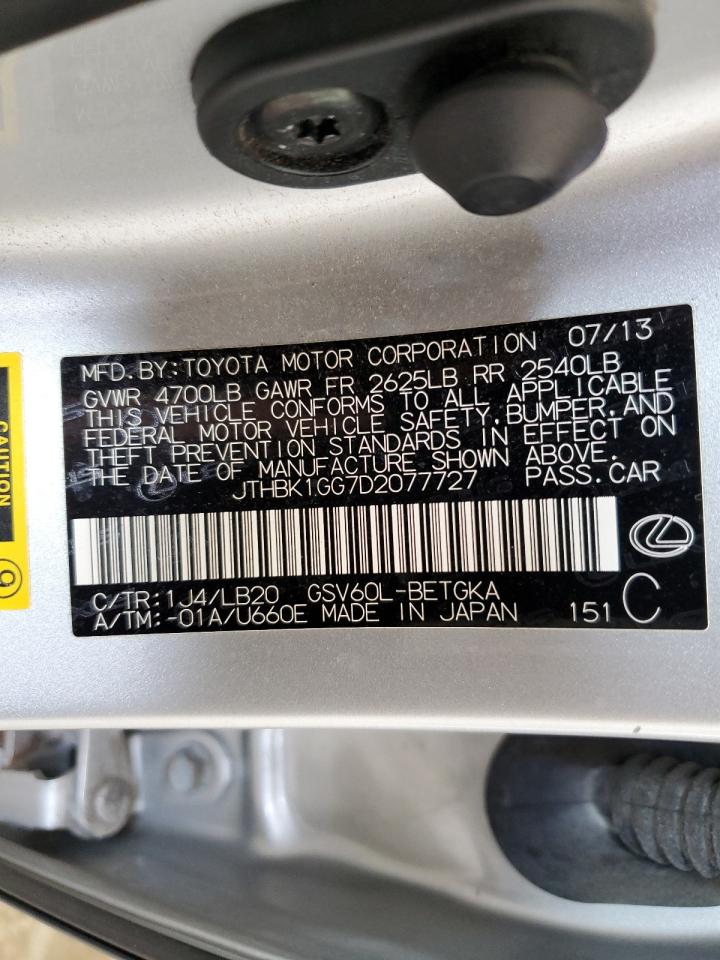 MFD.BY:TOYOTA MOTOR CORPORATION 07/13
GVWR 4700LB GAWR FR 2625LB RR 2540LB
THIS VEHICLE CONFORMS TO ALL APPLICABLE
FEDERAL MOTOR VEHICLE SAFETY,BUMPER,AND
THEFT PREVENTION STANDARDS IN EFFECT ON
THE DATE OF MANUFACTURE SHOWN ABOVE.
JTHBK1GG7D2077727 PASS.CAR
C/TR:1J4/LB20 GSV60L-BETGKA
A/TM:-01A/U660E MADE IN JAPAN 151 C
CAUTION